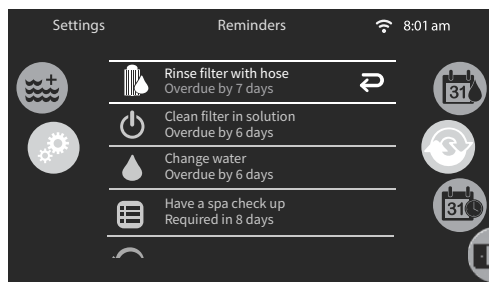 Settings
Reminders
8:01 am
Rinse filter with hose
Overdue by 7 days
31
Clean filter in solution
Overdue by 6 days
Change water
Overdue by 6 days
Have a spa check up
Required in 8 days
31